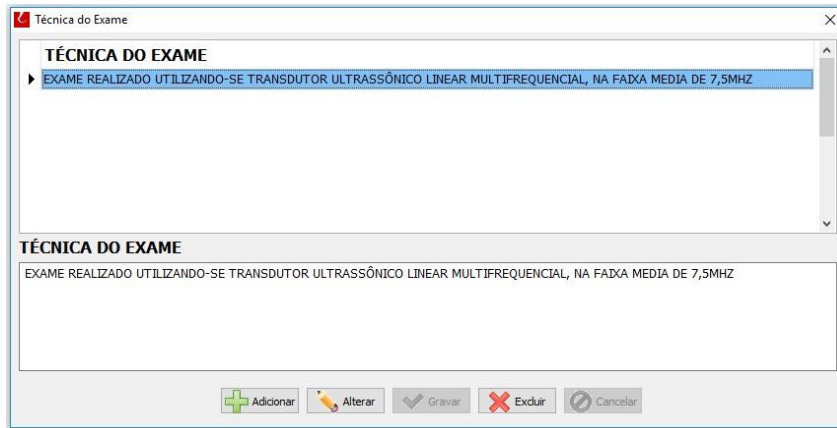 Técnica do Exame
TÉCNICA DO EXAME
EXAME REALIZADO UTILIZANDO-SE TRANSDUTOR ULTRASSÔNICO LINEAR MULTIFREQUENCIAL, NA FAIXA MEDIA DE 7,5MHZ
TÉCNICA DO EXAME
EXAME REALIZADO UTILIZANDO-SE TRANSDUTOR ULTRASSÔNICO LINEAR MULTIFREQUENCIAL, NA FAIXA MEDIA DE 7,5MHZ
Adicionar Alterar Gravar Excluir Cancelar